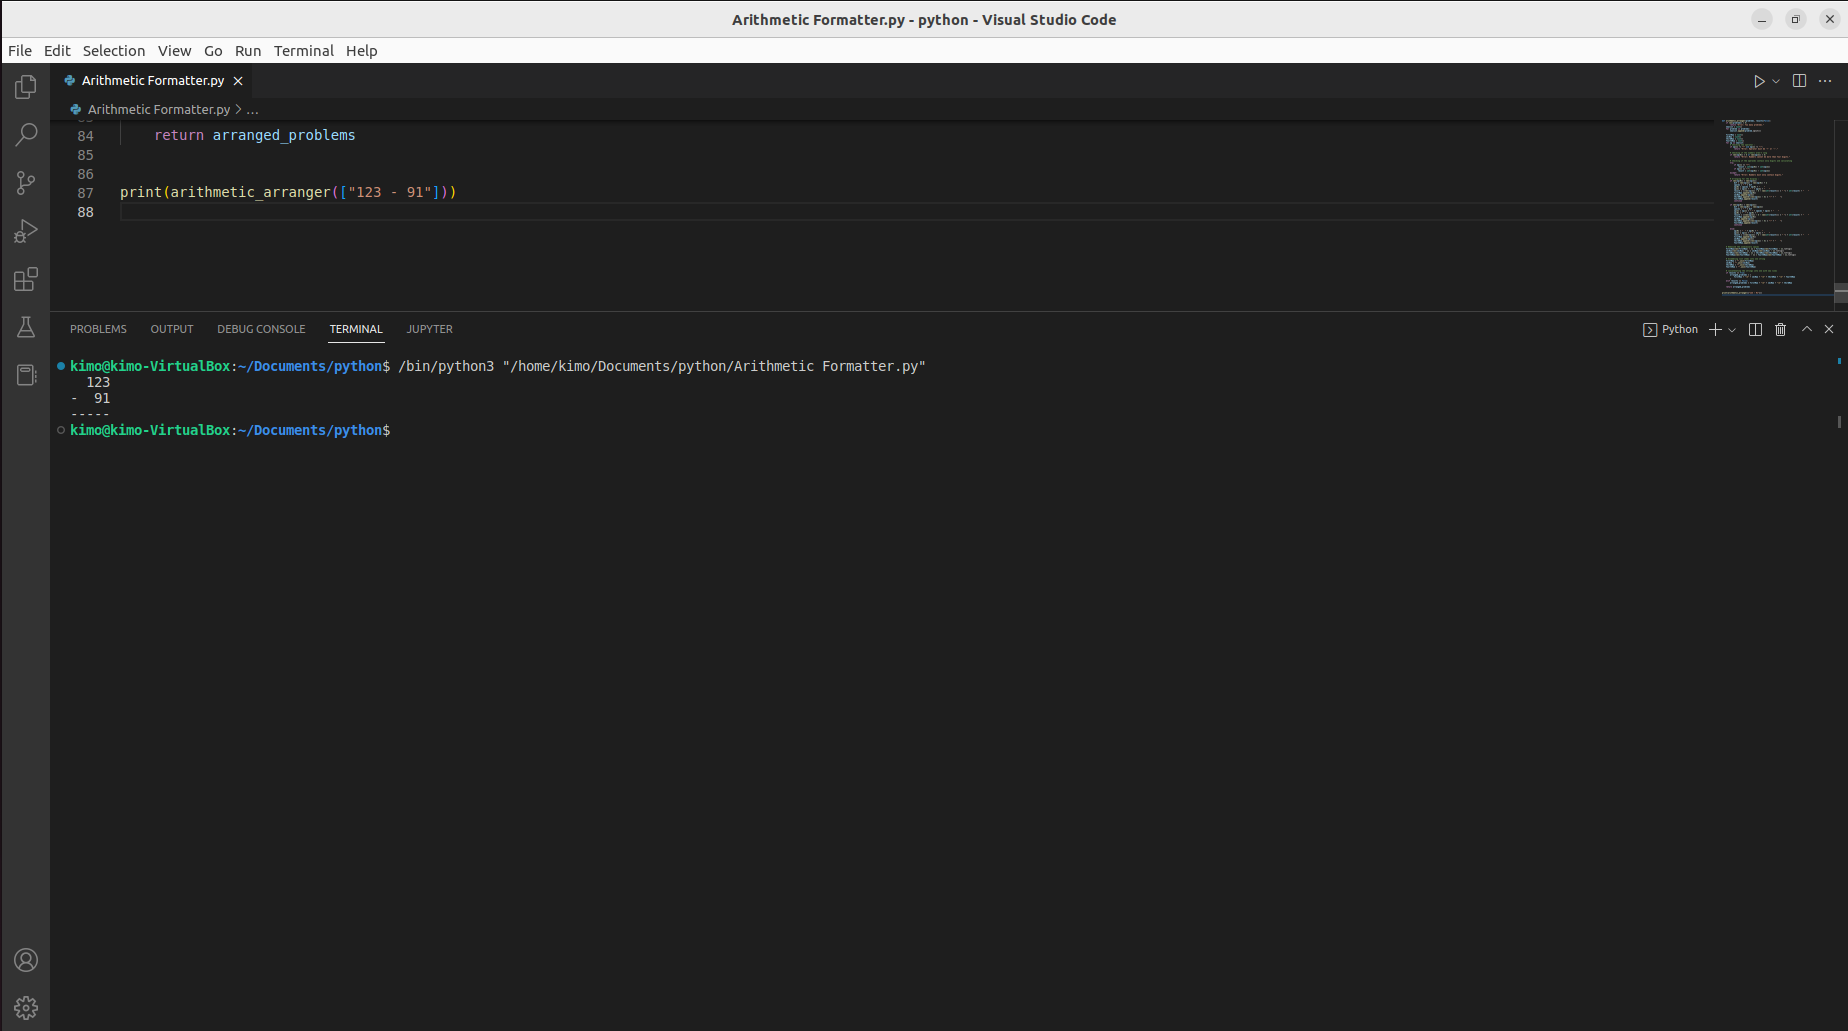 Arithmetic Formatter.py - python - Visual Studio Code
File Edit Selection View Go Run Terminal Help
Arithmetic Formatter.py
Arithmetic Formatter.py > ...
84 return arranged_problems
85
86
87 print(arithmetic_arranger(["123 - 91"]))
88
PROBLEMS OUTPUT DEBUG CONSOLE TERMINAL JUPYTER
Python
kimo@kimo-VirtualBox:~/Documents/python$ /bin/python3 "/home/kimo/Documents/python/Arithmetic Formatter.py"
  123
-  91
-----
kimo@kimo-VirtualBox:~/Documents/python$